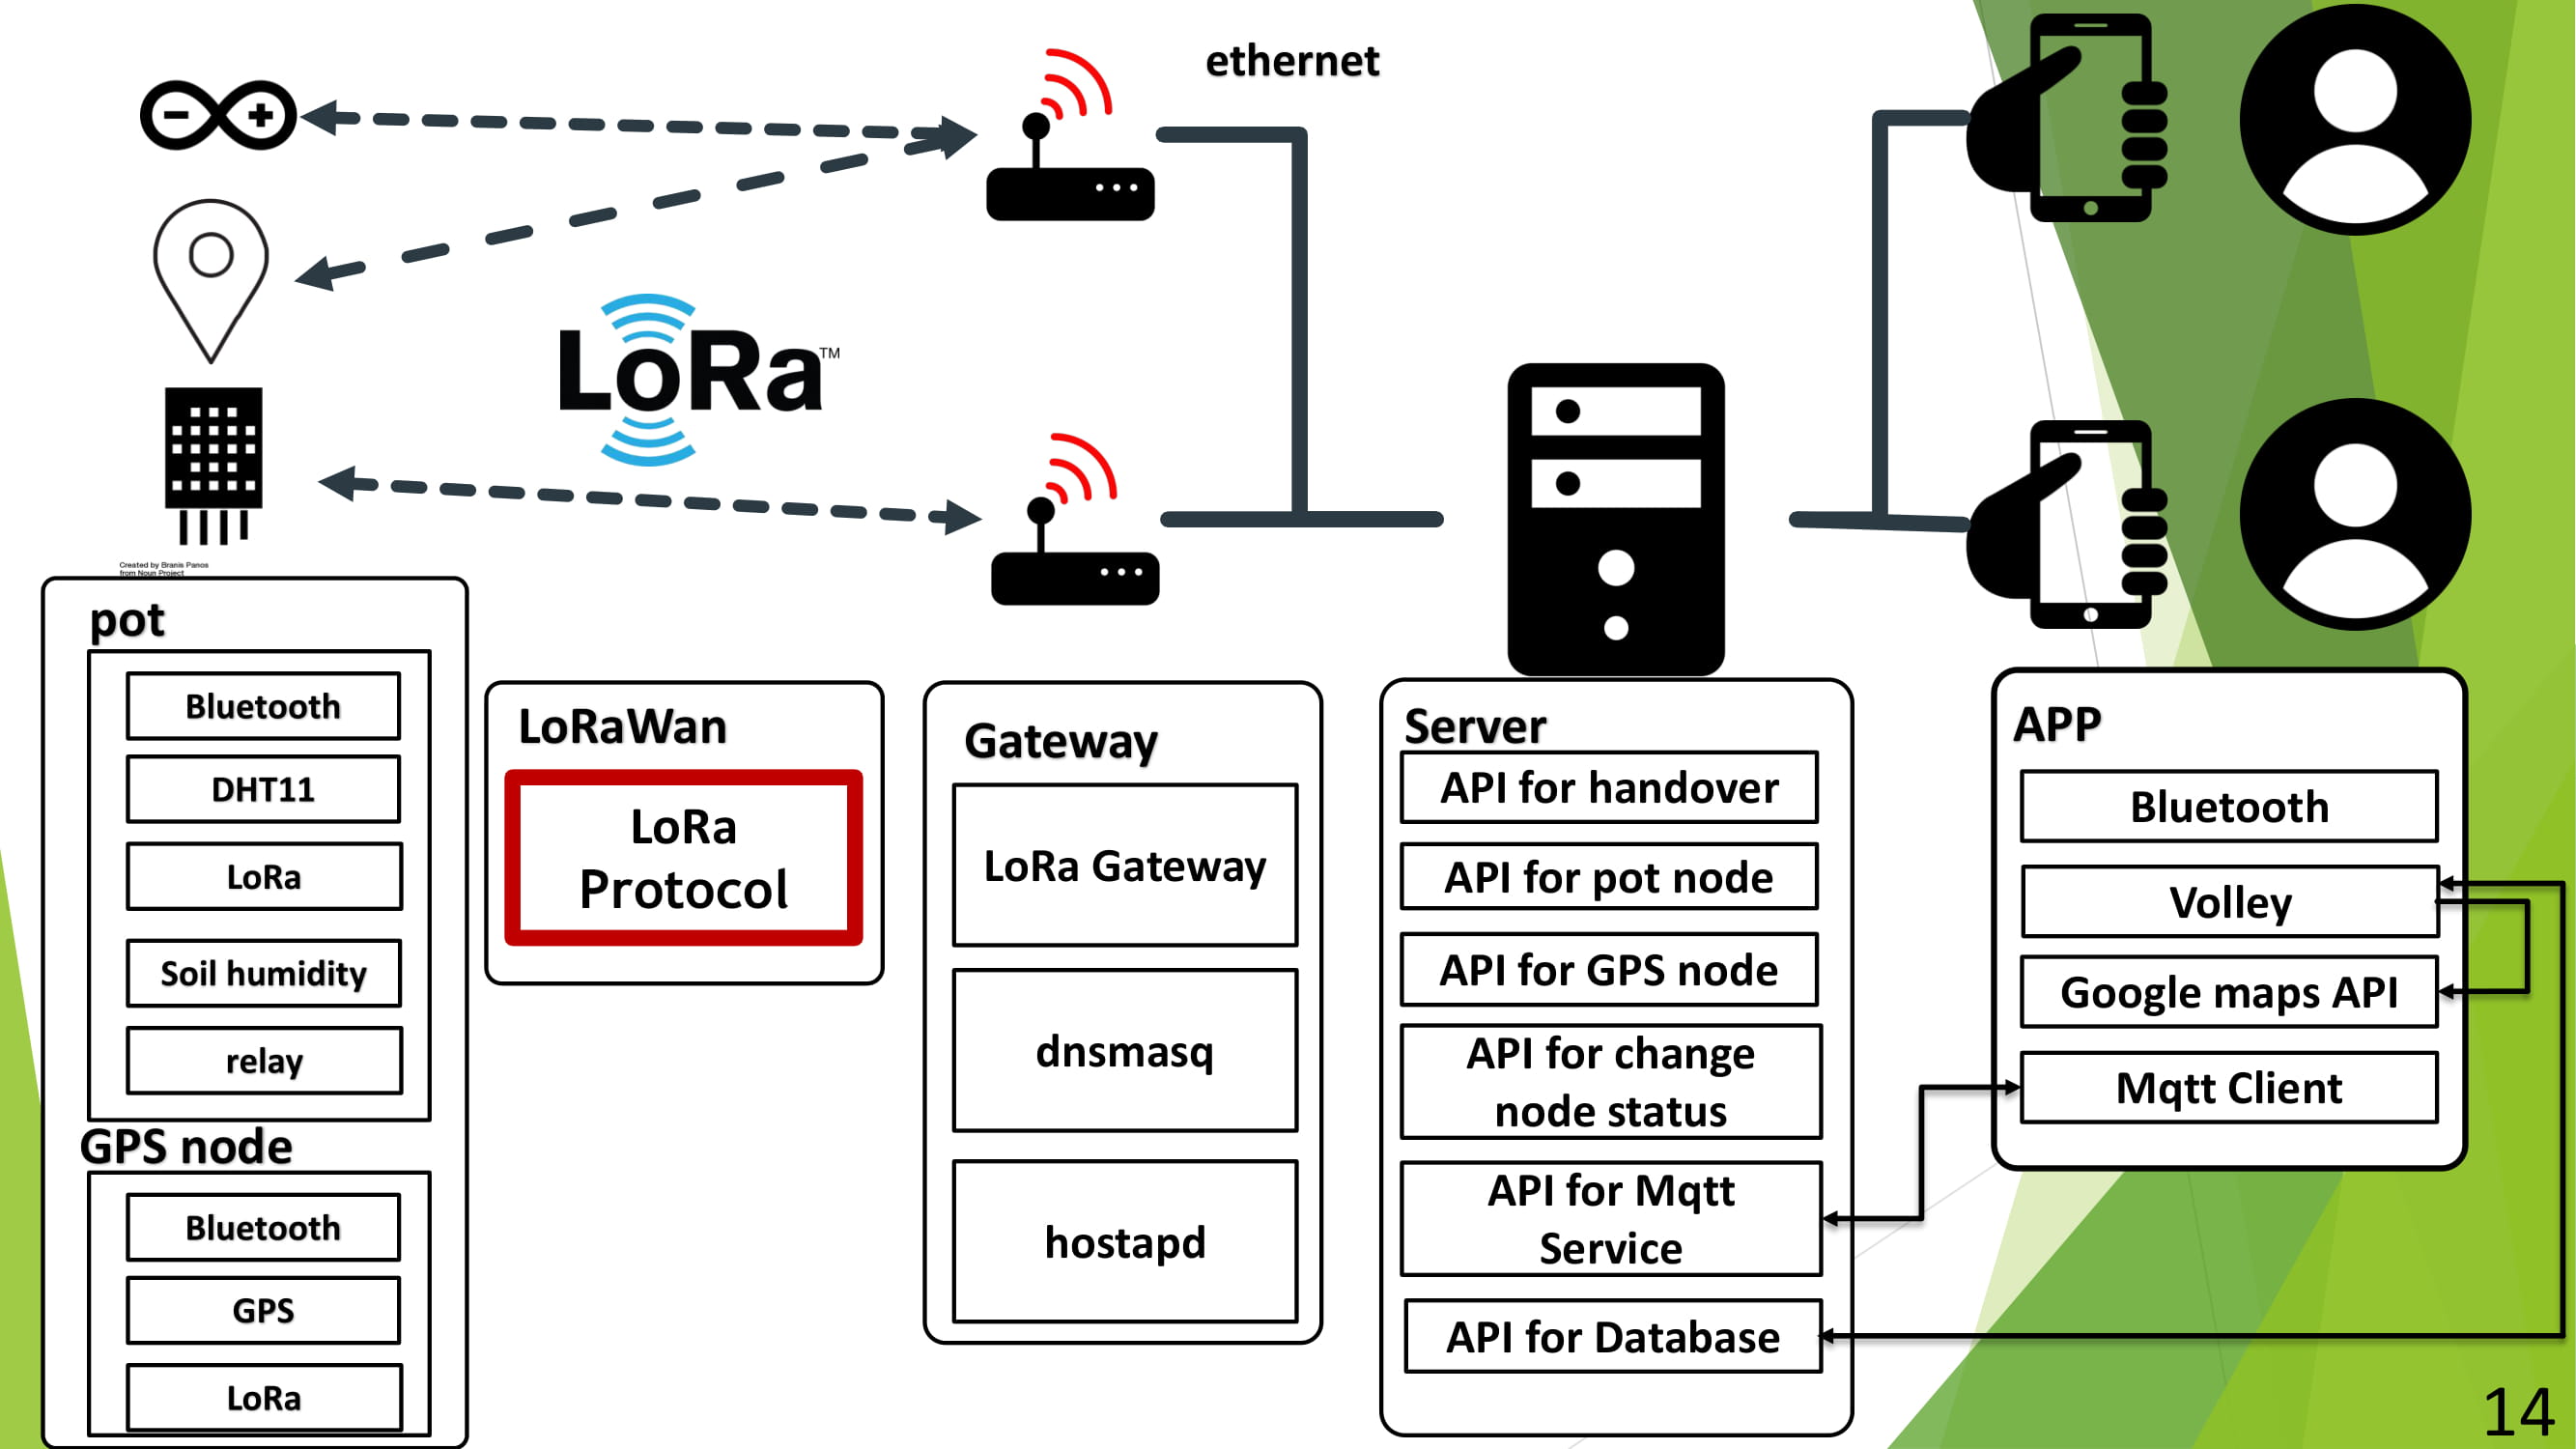 ethernet
LoRa™
Created by Branis Panos
from Noun Project
pot
Bluetooth
DHT11
LoRa
Soil humidity
relay
GPS node
Bluetooth
GPS
LoRa
LoRaWan
LoRa
Protocol
Gateway
LoRa Gateway
dnsmasq
hostapd
Server
API for handover
API for pot node
API for GPS node
API for change
node status
API for Mqtt
Service
API for Database
APP
Bluetooth
Volley
Google maps API
Mqtt Client
14